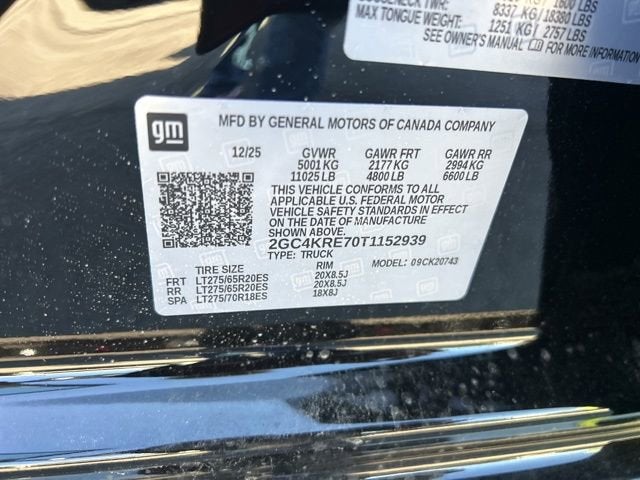 8337 KG 18380 LBS
MAX TONGUE WEIGHT: 1251 KG 2757 LBS
SEE OWNER'S MANUAL FOR MORE INFORMATION
gm
MFD BY GENERAL MOTORS OF CANADA COMPANY
12/25 GVWR GAWR FRT GAWR RR
5001 KG 2177 KG 2994 KG
11025 LB 4800 LB 6600 LB
THIS VEHICLE CONFORMS TO ALL
APPLICABLE U.S. FEDERAL MOTOR
VEHICLE SAFETY STANDARDS IN EFFECT
ON THE DATE OF MANUFACTURE
SHOWN ABOVE.
2GC4KRE70T1152939
TYPE: TRUCK MODEL: 09CK20743
TIRE SIZE RIM
FRT LT275/65R20ES 20X8.5J
RR LT275/65R20ES 20X8.5J
SPA LT275/70R18ES 18X8J